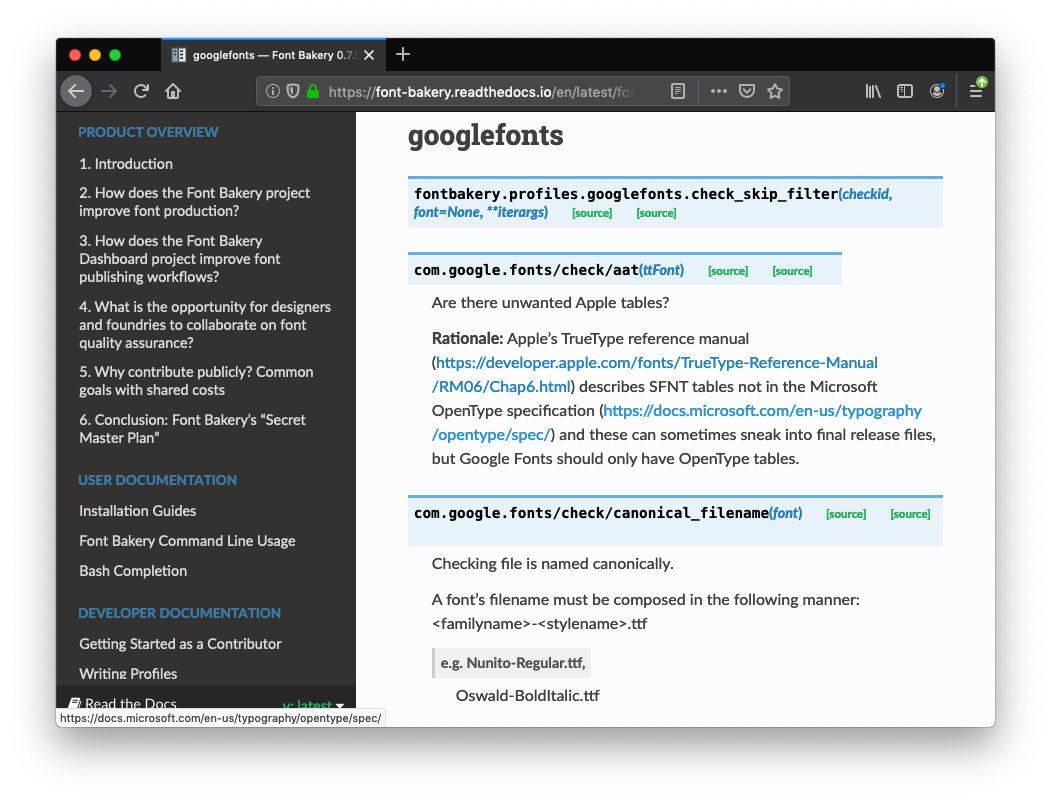 googlefonts — Font Bakery 0.7.
https://font-bakery.readthedocs.io/en/latest/fo
PRODUCT OVERVIEW
1. Introduction
2. How does the Font Bakery project
improve font production?
3. How does the Font Bakery
Dashboard project improve font
publishing workflows?
4. What is the opportunity for designers
and foundries to collaborate on font
quality assurance?
5. Why contribute publicly? Common
goals with shared costs
6. Conclusion: Font Bakery’s “Secret
Master Plan”
USER DOCUMENTATION
Installation Guides
Font Bakery Command Line Usage
Bash Completion
DEVELOPER DOCUMENTATION
Getting Started as a Contributor
Writing Profiles
Read the Docs v: latest
https://docs.microsoft.com/en-us/typography/opentype/spec/
googlefonts
fontbakery.profiles.googlefonts.check_skip_filter(checkid,
font=None, **iterargs) [source] [source]
com.google.fonts/check/aat(ttFont) [source] [source]
Are there unwanted Apple tables?
Rationale: Apple’s TrueType reference manual
(https://developer.apple.com/fonts/TrueType-Reference-Manual
/RM06/Chap6.html) describes SFNT tables not in the Microsoft
OpenType specification (https://docs.microsoft.com/en-us/typography
/opentype/spec/) and these can sometimes sneak into final release files,
but Google Fonts should only have OpenType tables.
com.google.fonts/check/canonical_filename(font) [source] [source]
Checking file is named canonically.
A font’s filename must be composed in the following manner:
<familyname>-<stylename>.ttf
e.g. Nunito-Regular.ttf,
Oswald-BoldItalic.ttf